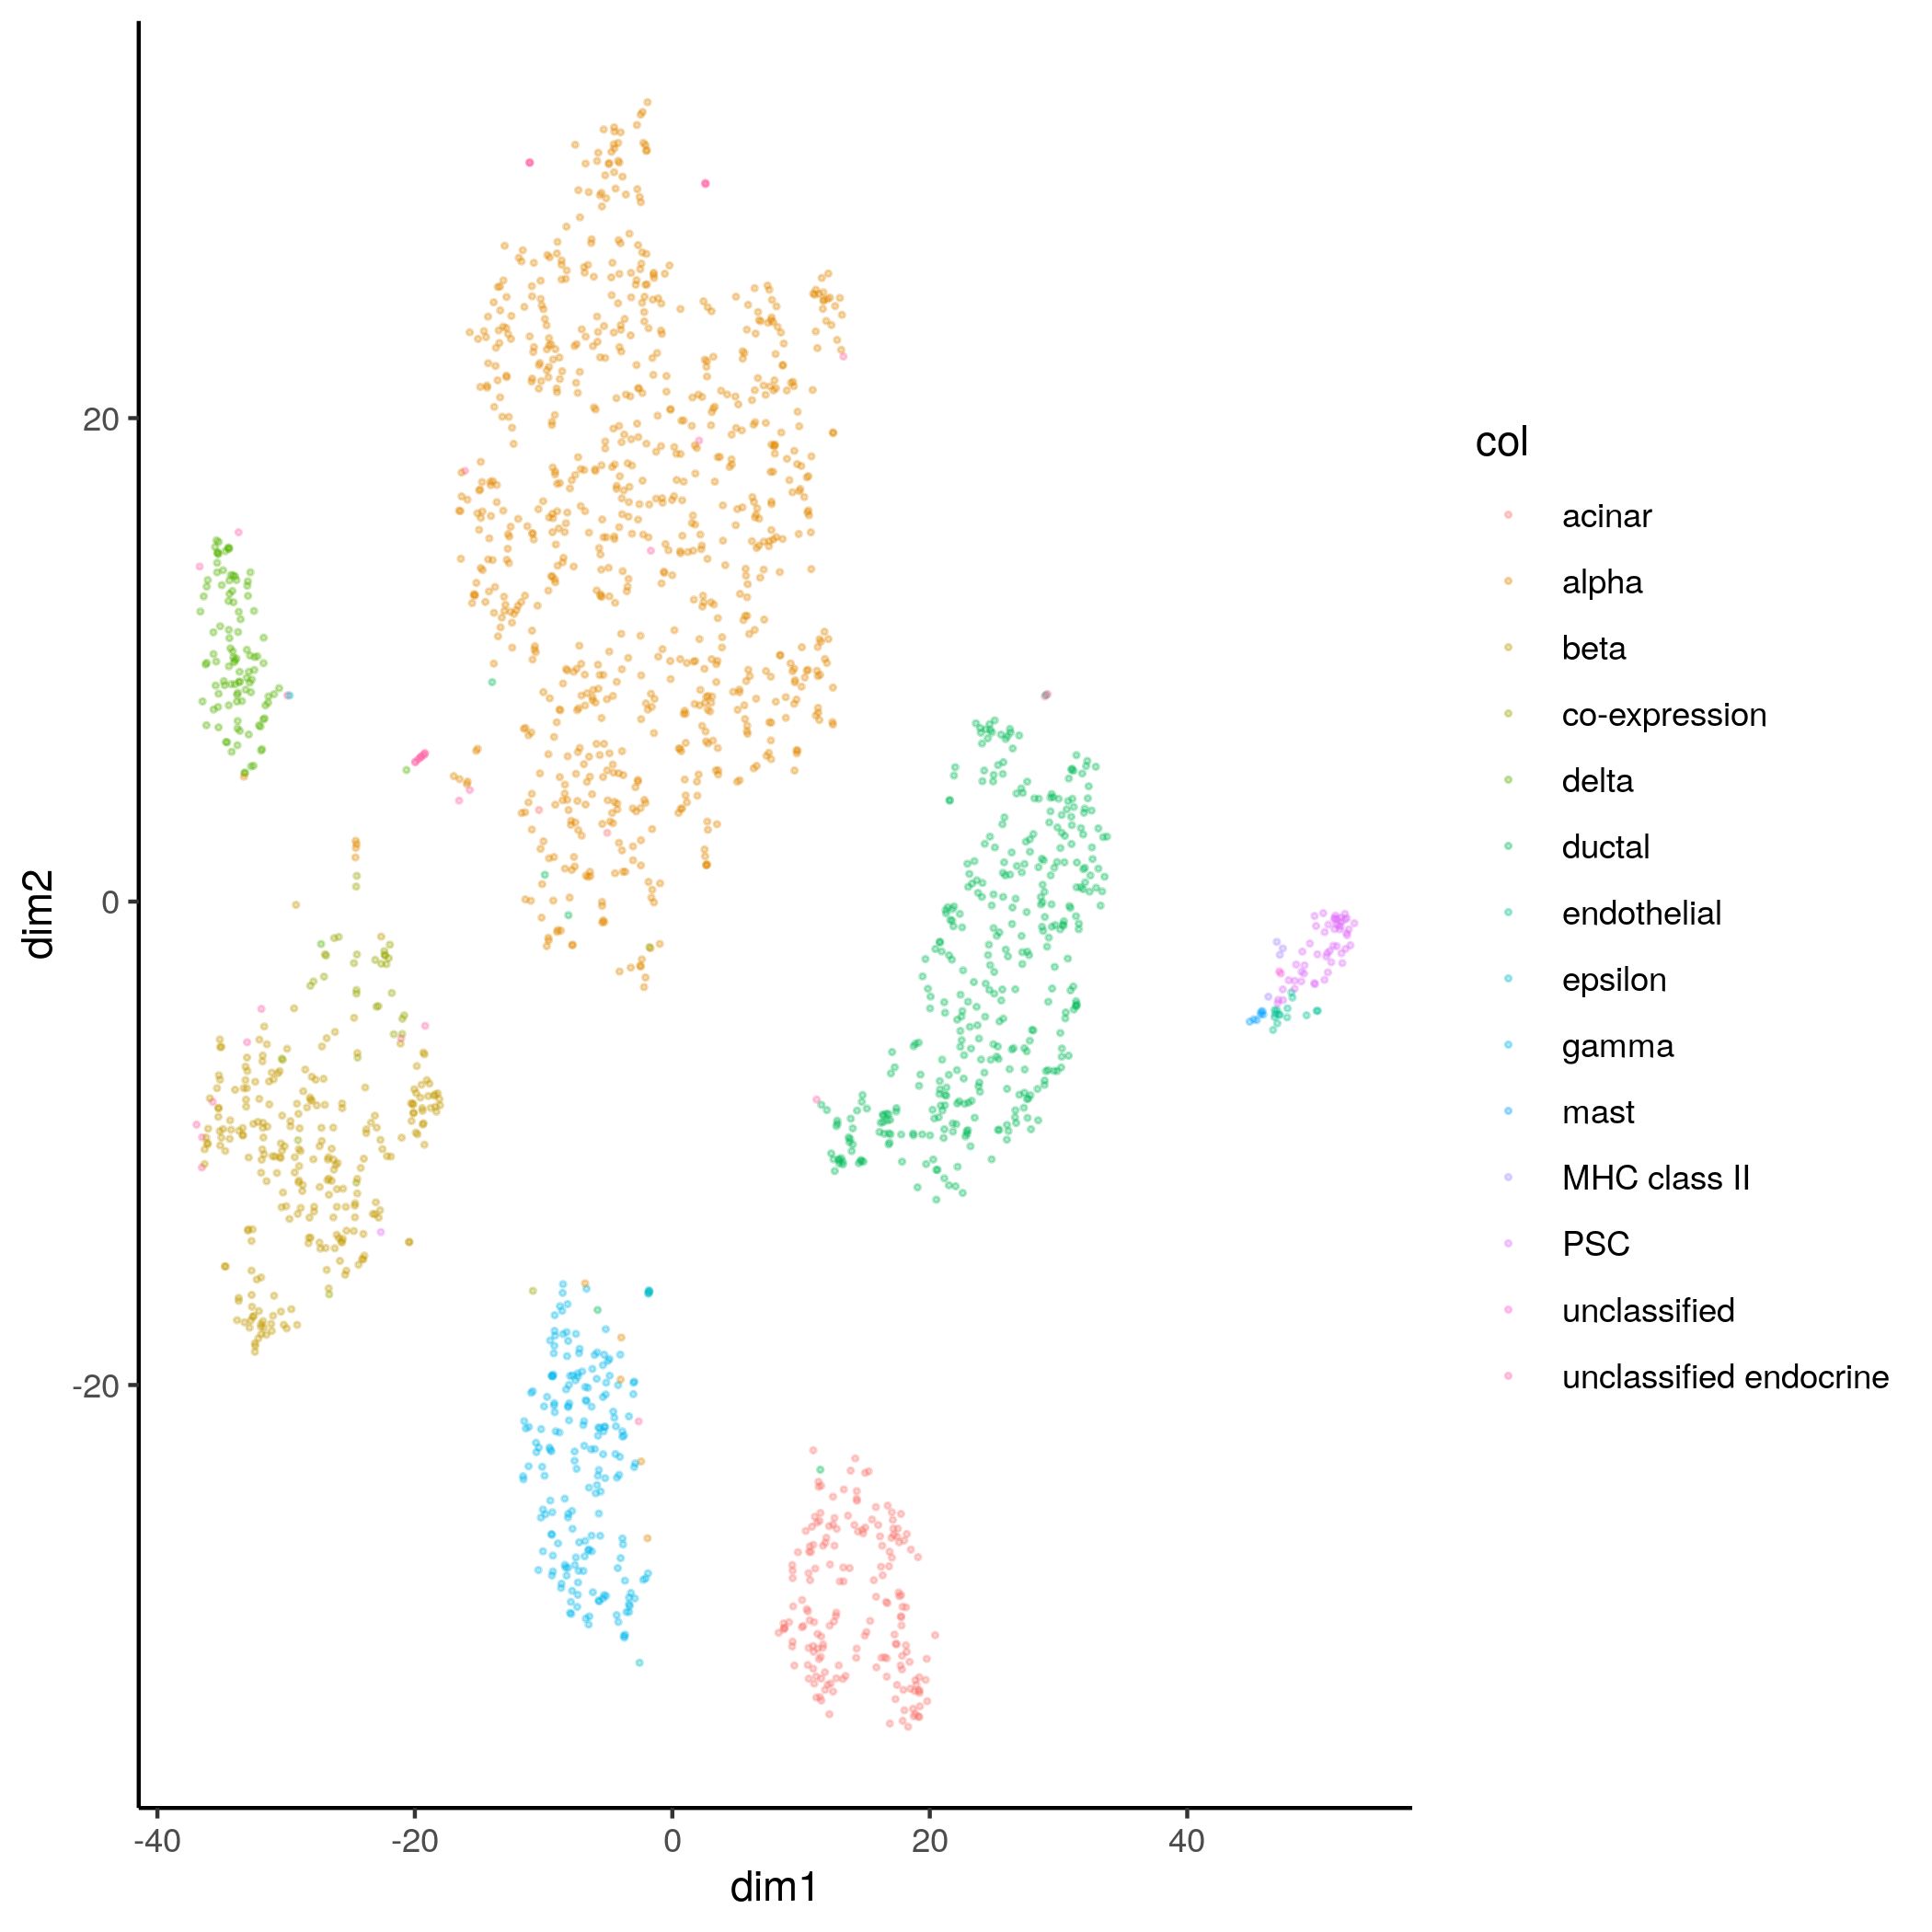 dim2
20
0
-20
-40
-20
0
20
40
dim1
col
acinar
alpha
beta
co-expression
delta
ductal
endothelial
epsilon
gamma
mast
MHC class II
PSC
unclassified
unclassified endocrine